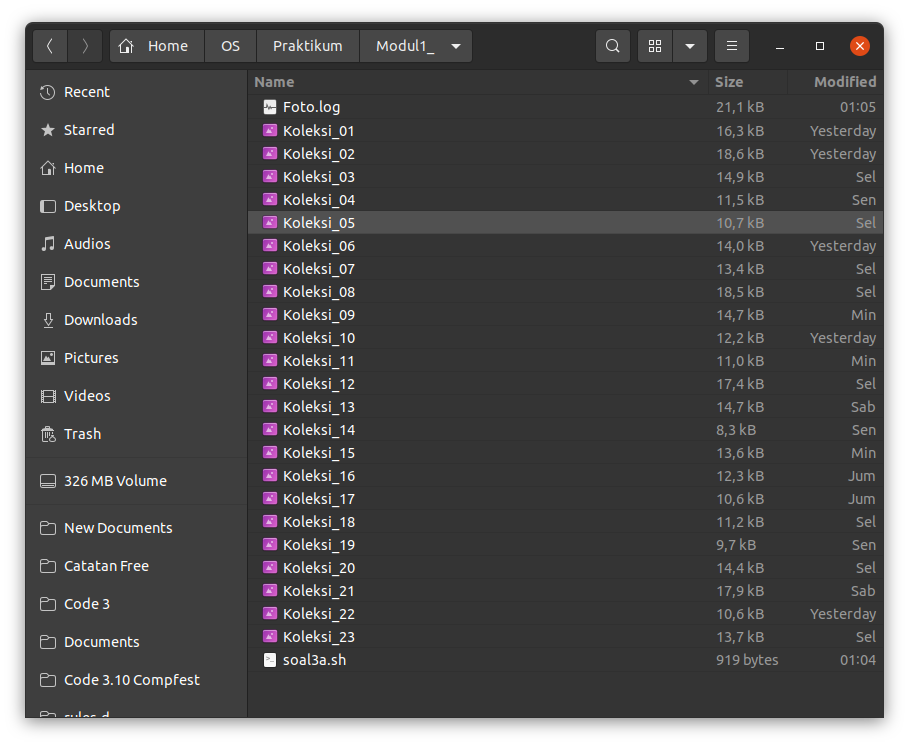 Home OS Praktikum Modul1_
Name Size Modified
Recent
Starred
Home
Desktop
Audios
Documents
Downloads
Pictures
Videos
Trash
326 MB Volume
New Documents
Catatan Free
Code 3
Documents
Code 3.10 Compfest
rules.d
Foto.log 21,1 kB 01:05
Koleksi_01 16,3 kB Yesterday
Koleksi_02 18,6 kB Yesterday
Koleksi_03 14,9 kB Sel
Koleksi_04 11,5 kB Sen
Koleksi_05 10,7 kB Sel
Koleksi_06 14,0 kB Yesterday
Koleksi_07 13,4 kB Sel
Koleksi_08 18,5 kB Sel
Koleksi_09 14,7 kB Min
Koleksi_10 12,2 kB Yesterday
Koleksi_11 11,0 kB Min
Koleksi_12 17,4 kB Sel
Koleksi_13 14,7 kB Sab
Koleksi_14 8,3 kB Sen
Koleksi_15 13,6 kB Min
Koleksi_16 12,3 kB Jum
Koleksi_17 10,6 kB Jum
Koleksi_18 11,2 kB Sel
Koleksi_19 9,7 kB Sen
Koleksi_20 14,4 kB Sel
Koleksi_21 17,9 kB Sab
Koleksi_22 10,6 kB Yesterday
Koleksi_23 13,7 kB Sel
soal3a.sh 919 bytes 01:04